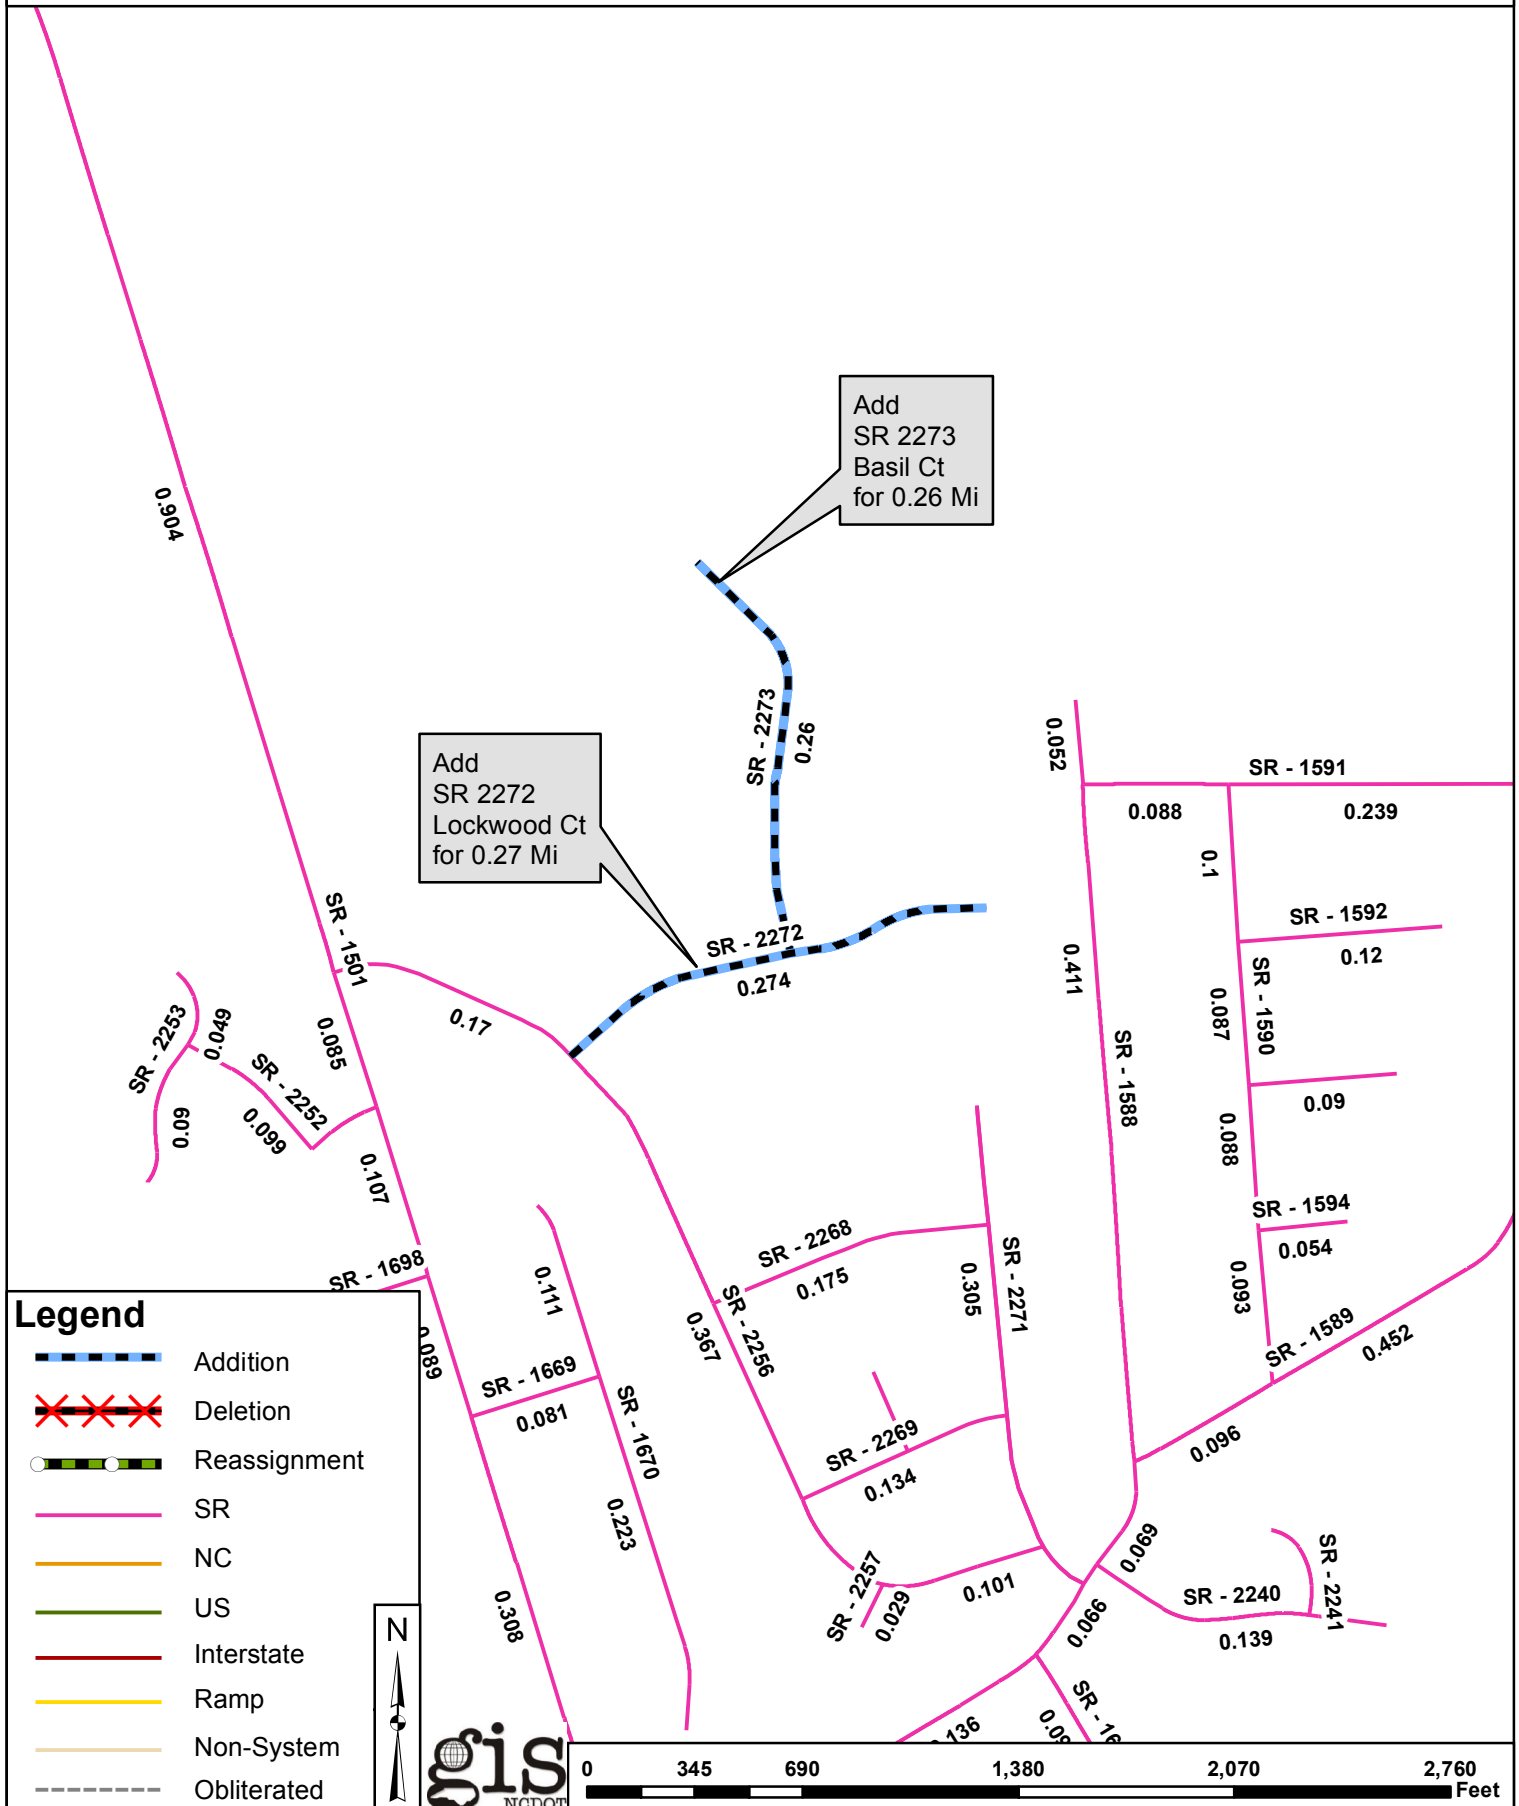 Add
SR 2273
Basil Ct
for 0.26 Mi
0.904
SR - 2273
0.26
0.052
Add
SR 2272
Lockwood Ct
for 0.27 Mi
SR - 1591
0.088
0.239
0.1
SR - 1592
0.12
SR - 1501
SR - 2272
0.274
0.411
0.087
SR - 1590
0.17
0.085
SR - 2253
0.049
SR - 2252
0.09
0.099
SR - 1588
0.09
0.088
0.107
SR - 1594
0.054
SR - 1698
SR - 2268
0.175
0.305
SR - 2271
0.093
0.111
0.367
SR - 2256
SR - 1589
0.452
0.089
SR - 1669
0.081
SR - 1670
SR - 2269
0.134
0.096
0.223
0.308
SR - 2257
0.029
0.101
0.069
0.066
SR - 2240
0.139
SR - 2241
SR - 16
0.09
.136
Legend
Addition
Deletion
Reassignment
SR
NC
US
Interstate
Ramp
Non-System
Obliterated
N
gis
NCDOT
0 345 690 1,380 2,070 2,760
Feet